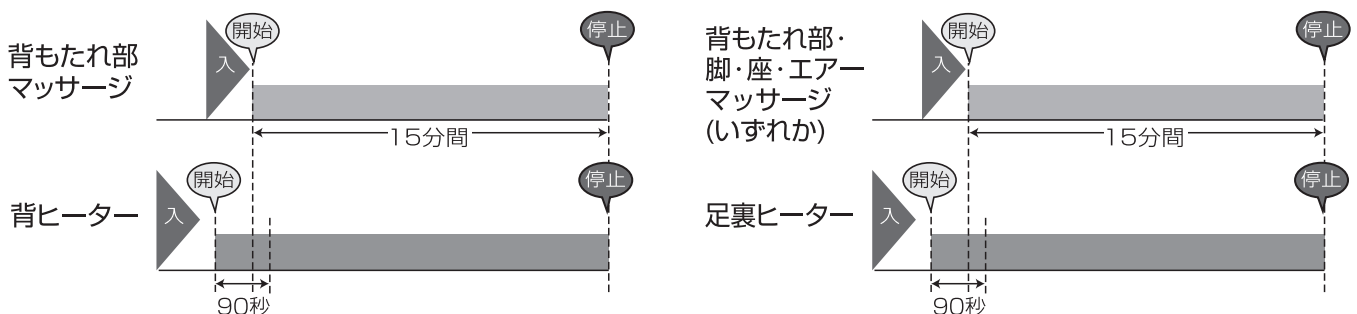 背もたれ部
マッサージ
入
開始
停止
15分間
背ヒーター
入
開始
停止
90秒
背もたれ部・
脚・座・エアー
マッサージ
(いずれか)
入
開始
停止
15分間
足裏ヒーター
入
開始
停止
90秒